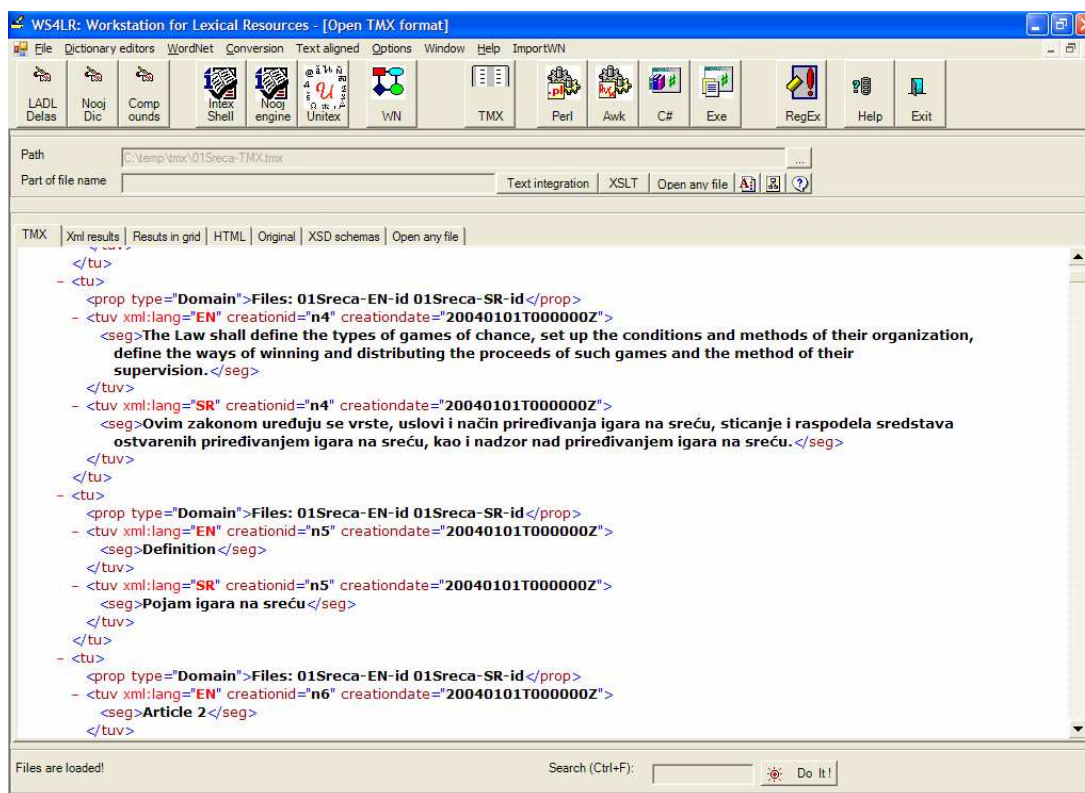 WS4LR: Workstation for Lexical Resources - [Open TMX format]
File Dictionary editors WordNet Conversion Text aligned Options Window Help ImportWN
LADL Delas Nooj Dic Comp ounds Intex Shell Nooj engine Unitex WN TMX Perl Awk C# Exe RegEx Help Exit
Path C:\temp\tmx\01Sreca-TMX.tmx ...
Part of file name Text integration XSLT Open any file
TMX Xml results Resuts in grid HTML Original XSD schemas Open any file
</tuv>
</tu>
- <tu>
<prop type="Domain">Files: 01Sreca-EN-id 01Sreca-SR-id</prop>
- <tuv xml:lang="EN" creationid="n4" creationdate="20040101T000000Z">
<seg>The Law shall define the types of games of chance, set up the conditions and methods of their organization,
define the ways of winning and distributing the proceeds of such games and the method of their
supervision.</seg>
</tuv>
- <tuv xml:lang="SR" creationid="n4" creationdate="20040101T000000Z">
<seg>Ovim zakonom uređuju se vrste, uslovi i način priređivanja igara na sreću, sticanje i raspodela sredstava
ostvarenih priređivanjem igara na sreću, kao i nadzor nad priređivanjem igara na sreću.</seg>
</tuv>
</tu>
- <tu>
<prop type="Domain">Files: 01Sreca-EN-id 01Sreca-SR-id</prop>
- <tuv xml:lang="EN" creationid="n5" creationdate="20040101T000000Z">
<seg>Definition</seg>
</tuv>
- <tuv xml:lang="SR" creationid="n5" creationdate="20040101T000000Z">
<seg>Pojam igara na sreću</seg>
</tuv>
</tu>
- <tu>
<prop type="Domain">Files: 01Sreca-EN-id 01Sreca-SR-id</prop>
- <tuv xml:lang="EN" creationid="n6" creationdate="20040101T000000Z">
<seg>Article 2</seg>
</tuv>
Files are loaded! Search (Ctrl+F): Do It!